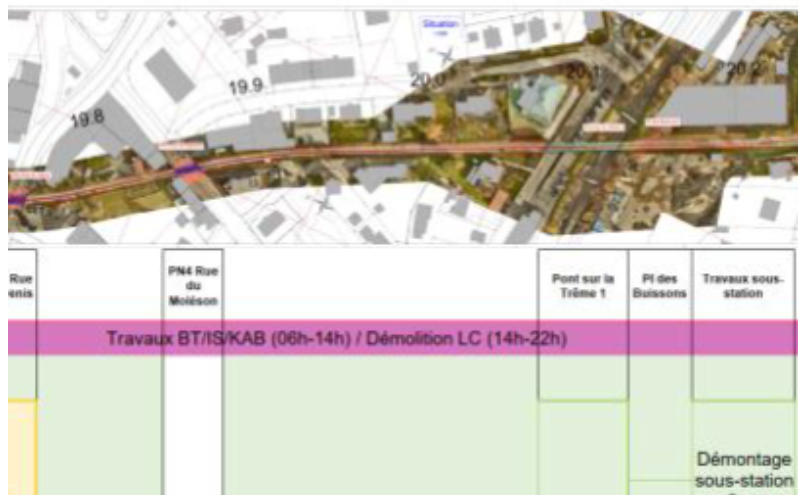 Situation
19.8
19.9
20.0
20.1
20.2
Rue
enis
PN4 Rue
du
Moléson
Pont sur la
Trême 1
PI des
Buissons
Travaux sous-
station
Travaux BT/IS/KAB (06h-14h) / Démolition LC (14h-22h)
Démontage
sous-station